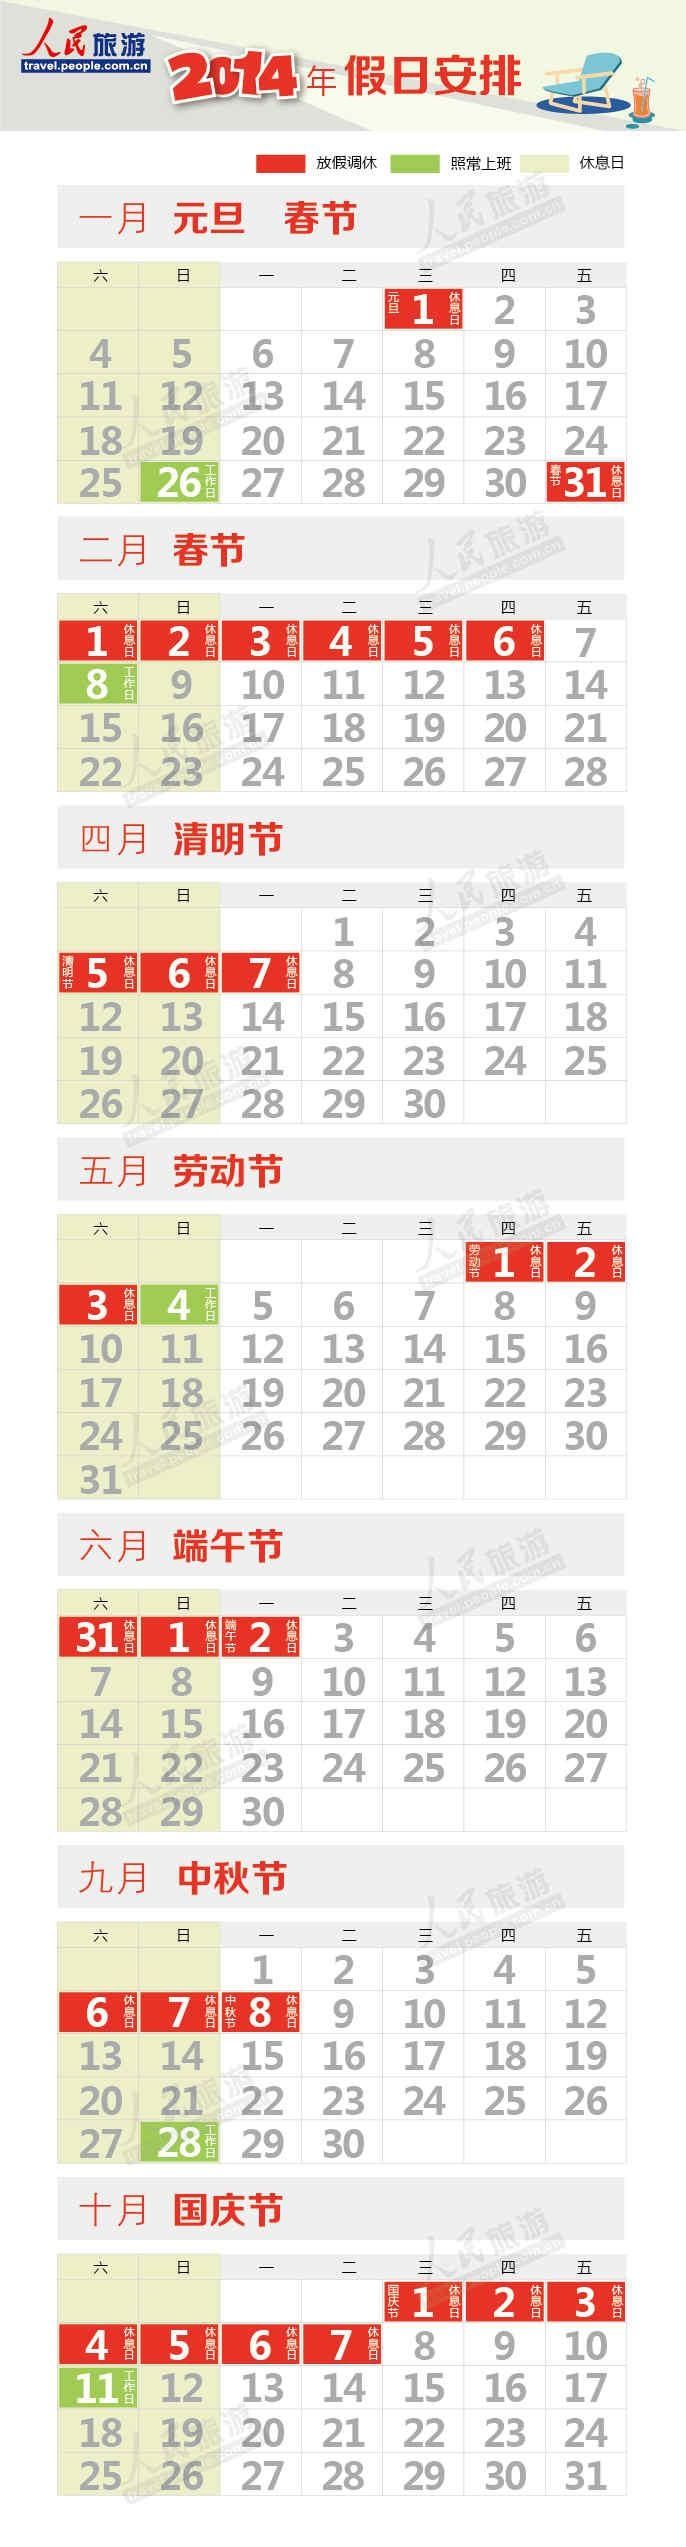 人民旅游
travel.people.com.cn
2014年 假日安排
放假调休 照常上班 休息日
一月 元旦 春节
六 日 一 二 三 四 五
元旦 1 休息日 2 3
4 5 6 7 8 9 10
11 12 13 14 15 16 17
18 19 20 21 22 23 24
25 26 工作日 27 28 29 30 春节 31 休息日
二月 春节
六 日 一 二 三 四 五
1 休息日 2 休息日 3 休息日 4 休息日 5 休息日 6 休息日 7
8 工作日 9 10 11 12 13 14
15 16 17 18 19 20 21
22 23 24 25 26 27 28
四月 清明节
六 日 一 二 三 四 五
1 2 3 4
清明节 5 休息日 6 休息日 7 休息日 8 9 10 11
12 13 14 15 16 17 18
19 20 21 22 23 24 25
26 27 28 29 30
五月 劳动节
六 日 一 二 三 四 五
劳动节 1 休息日 2 休息日
3 休息日 4 工作日 5 6 7 8 9
10 11 12 13 14 15 16
17 18 19 20 21 22 23
24 25 26 27 28 29 30
31
六月 端午节
六 日 一 二 三 四 五
31 休息日 1 休息日 端午节 2 休息日 3 4 5 6
7 8 9 10 11 12 13
14 15 16 17 18 19 20
21 22 23 24 25 26 27
28 29 30
九月 中秋节
六 日 一 二 三 四 五
1 2 3 4 5
6 休息日 7 休息日 中秋节 8 休息日 9 10 11 12
13 14 15 16 17 18 19
20 21 22 23 24 25 26
27 28 工作日 29 30
十月 国庆节
六 日 一 二 三 四 五
国庆节 1 休息日 2 休息日 3 休息日
4 休息日 5 休息日 6 休息日 7 休息日 8 9 10
11 工作日 12 13 14 15 16 17
18 19 20 21 22 23 24
25 26 27 28 29 30 31